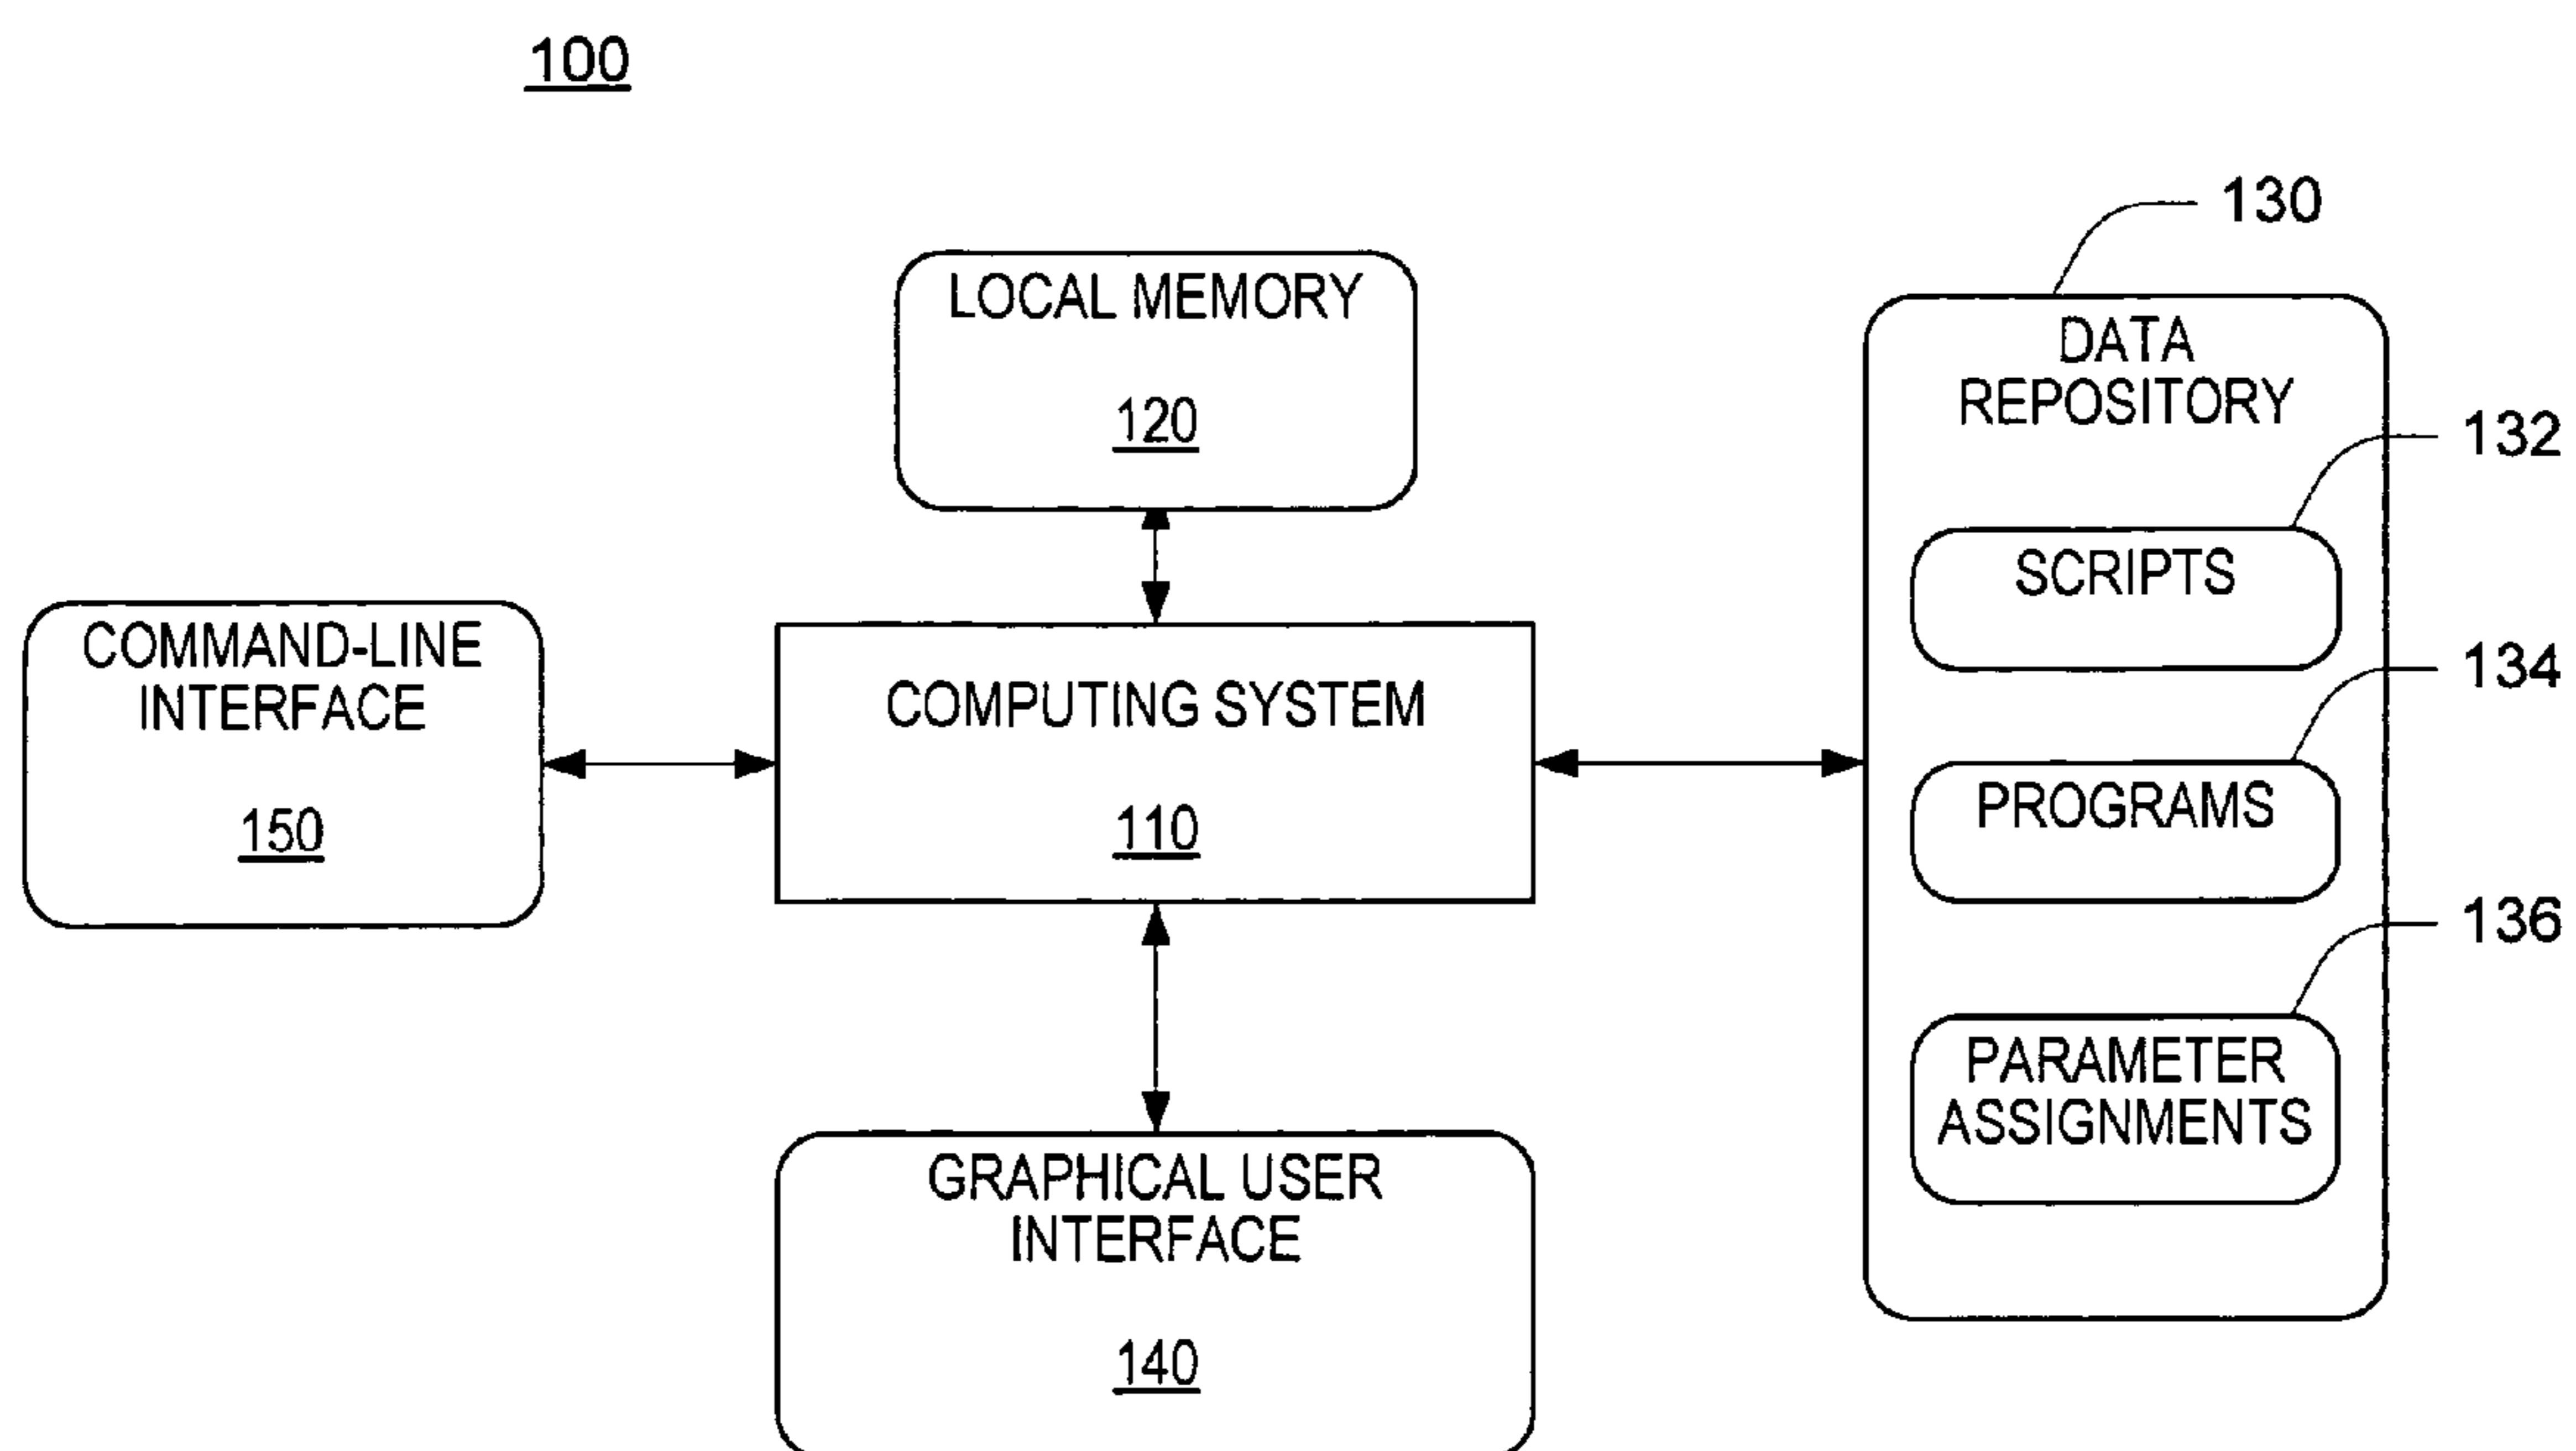 100
130
LOCAL MEMORY
120
DATA
REPOSITORY
132
SCRIPTS
COMMAND-LINE
INTERFACE
150
COMPUTING SYSTEM
110
134
PROGRAMS
136
PARAMETER
ASSIGNMENTS
GRAPHICAL USER
INTERFACE
140